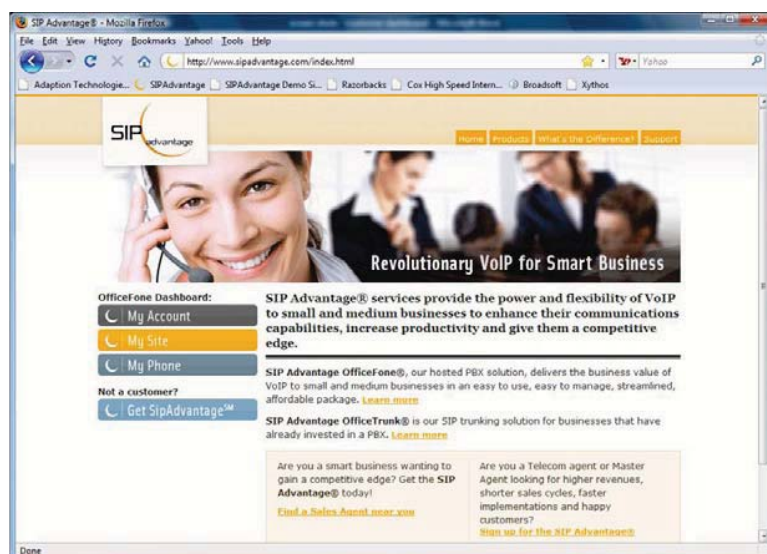 SIP Advantage® - Mozilla Firefox
File Edit View History Bookmarks Yahoo! Tools Help
http://www.sipadvantage.com/index.html
Yahoo
Adaption Technologie... SIPAdvantage SIPAdvantage Demo Si... Razorbacks Cox High Speed Intern... Broadsoft Xythos
SIP advantage
Home Products What's the Difference? Support
Revolutionary VoIP for Smart Business
OfficeFone Dashboard:
My Account
My Site
My Phone
Not a customer?
Get SipAdvantage℠
SIP Advantage® services provide the power and flexibility of VoIP
to small and medium businesses to enhance their communications
capabilities, increase productivity and give them a competitive
edge.
SIP Advantage OfficeFone®, our hosted PBX solution, delivers the business value of
VoIP to small and medium businesses in an easy to use, easy to manage, streamlined,
affordable package. Learn more
SIP Advantage OfficeTrunk® is our SIP trunking solution for businesses that have
already invested in a PBX. Learn more
Are you a smart business wanting to
gain a competitive edge? Get the SIP
Advantage® today!
Find a Sales Agent near you
Are you a Telecom agent or Master
Agent looking for higher revenues,
shorter sales cycles, faster
implementations and happy
customers?
Sign up for the SIP Advantage®
Done